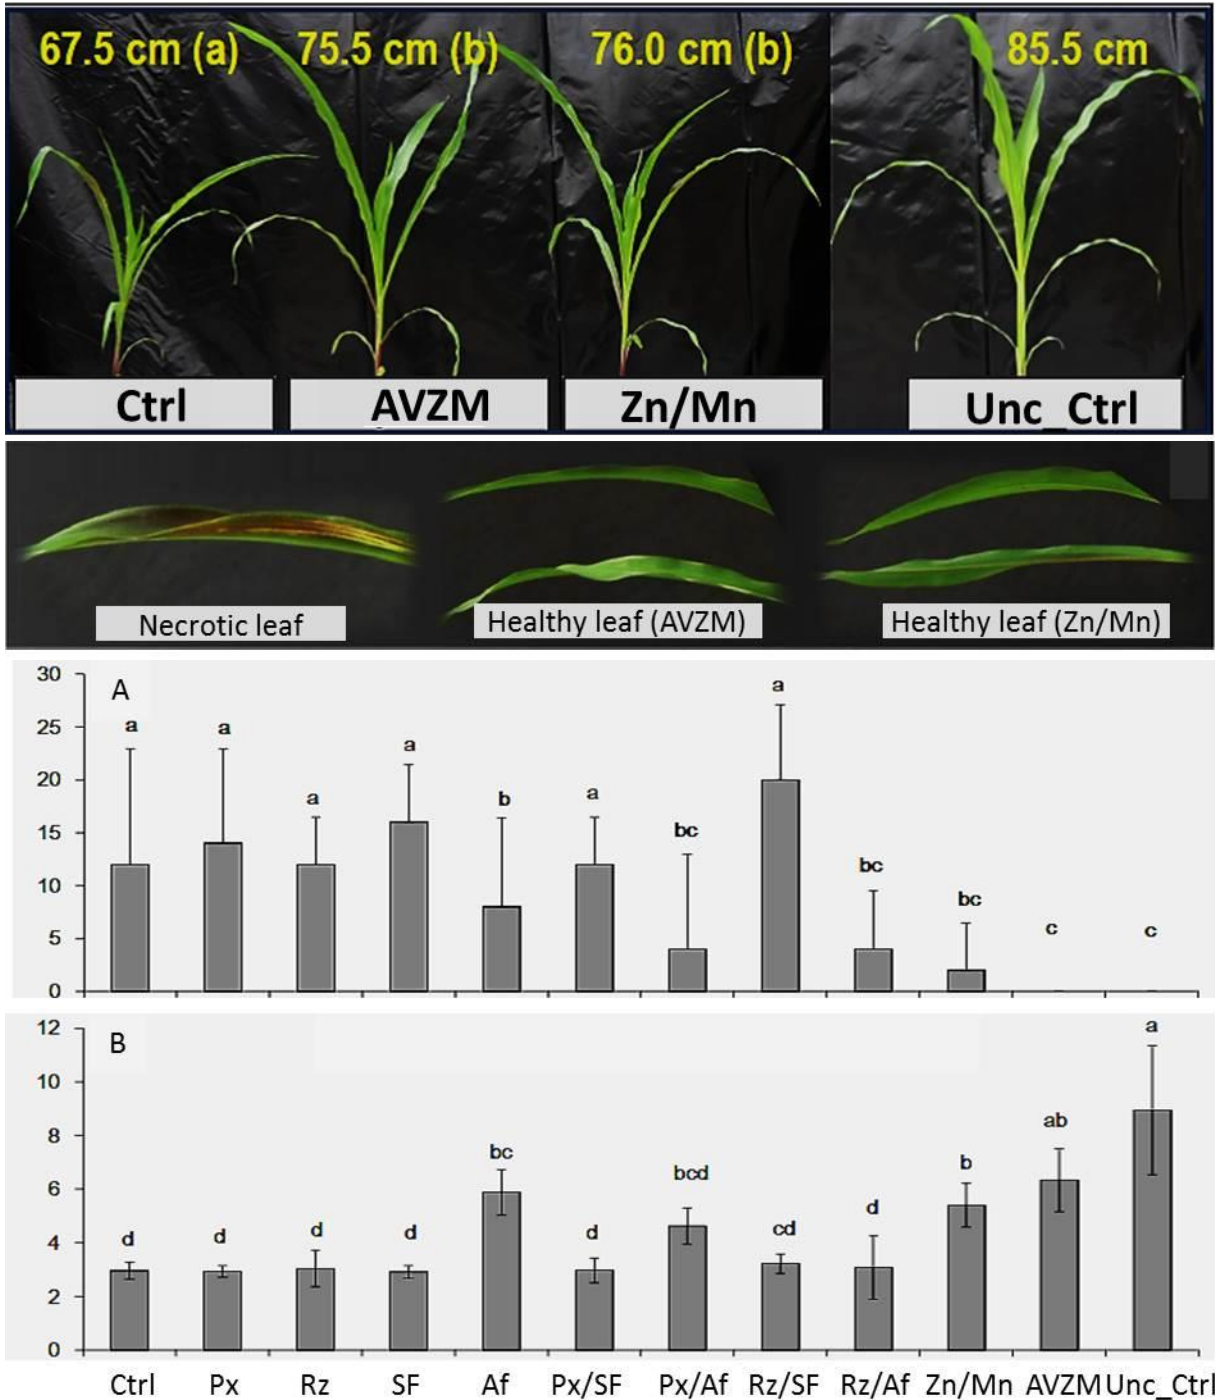 67.5 cm (a) 75.5 cm (b) 76.0 cm (b) 85.5 cm
Ctrl AVZM Zn/Mn Unc_Ctrl
Necrotic leaf Healthy leaf (AVZM) Healthy leaf (Zn/Mn)
A
30
25
20
15
10
5
0
a a a a b a bc a bc bc c c
B
12
10
8
6
4
2
0
d d d d bc d bcd cd d b ab a
Ctrl Px Rz SF Af Px/SF Px/Af Rz/SF Rz/Af Zn/Mn AVZM Unc_Ctrl